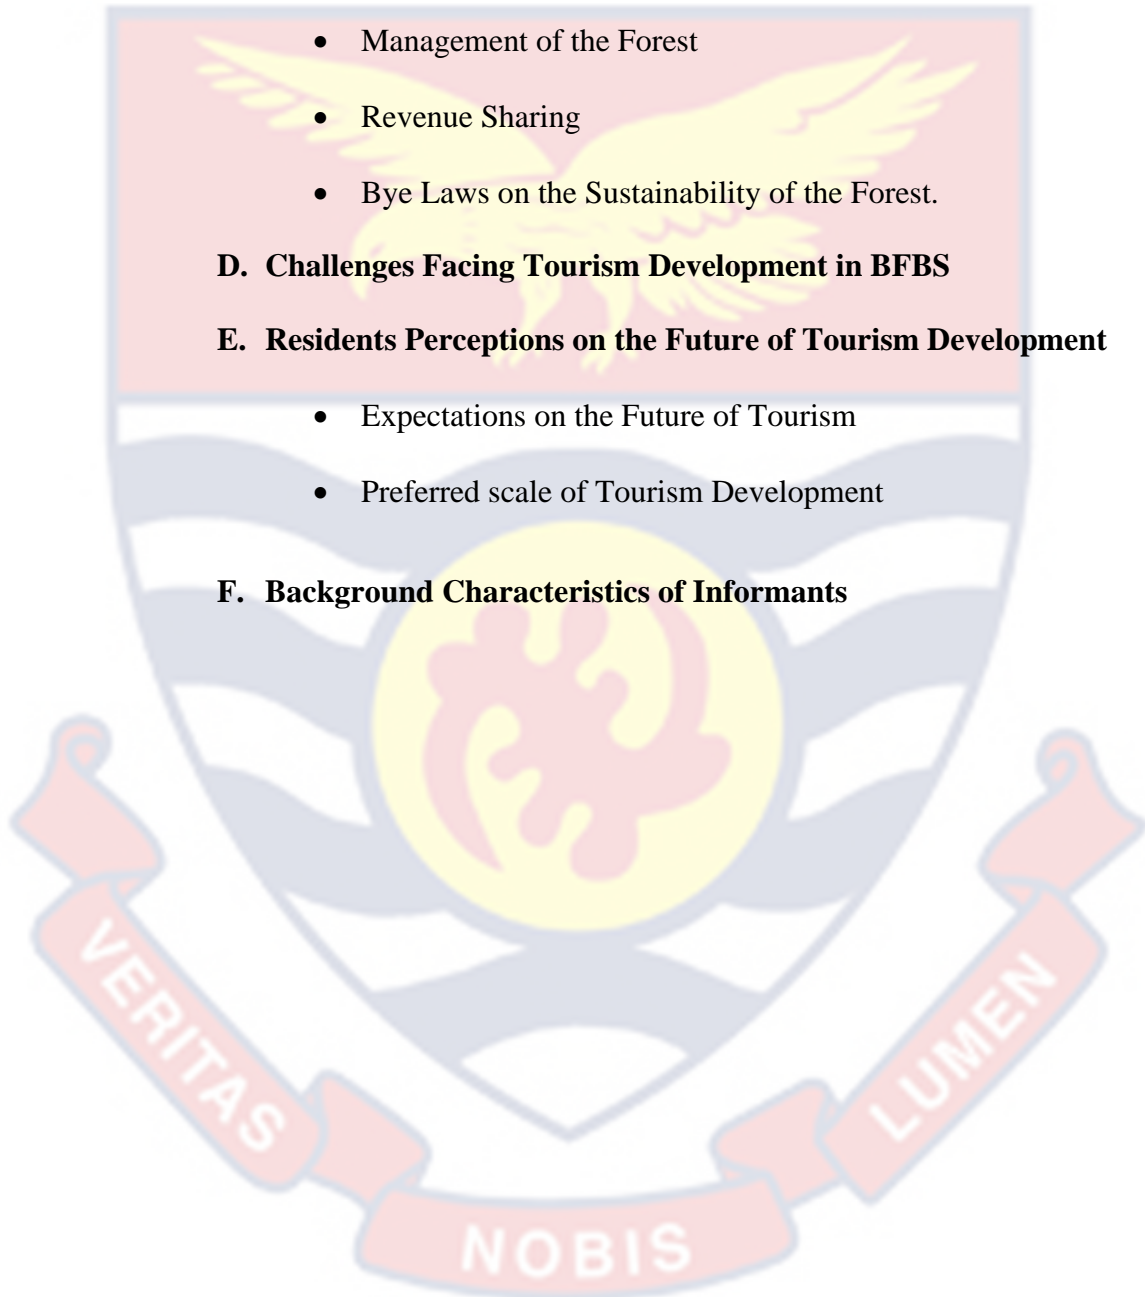 • Management of the Forest
• Revenue Sharing
• Bye Laws on the Sustainability of the Forest.
D. Challenges Facing Tourism Development in BFBS
E. Residents Perceptions on the Future of Tourism Development
• Expectations on the Future of Tourism
• Preferred scale of Tourism Development
F. Background Characteristics of Informants
VERITAS
NOBIS
LUMEN